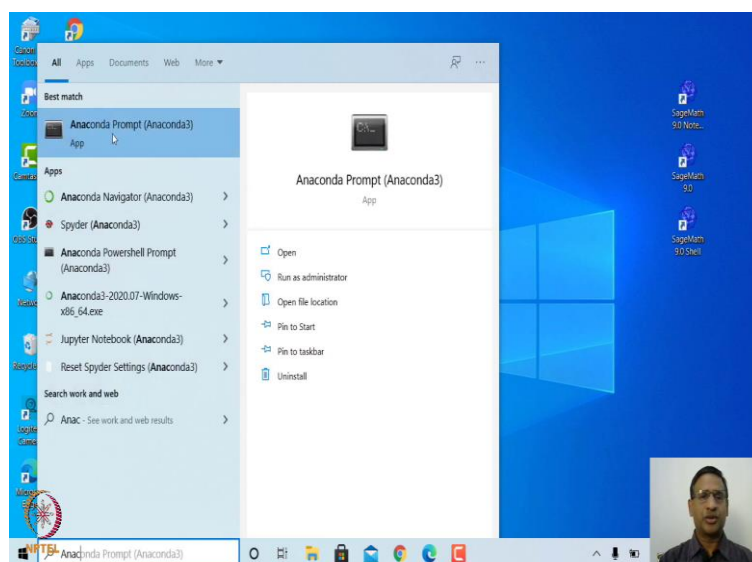 All Apps Documents Web More
Best match
Anaconda Prompt (Anaconda3)
App
Apps
Anaconda Navigator (Anaconda3)
Spyder (Anaconda3)
Anaconda Powershell Prompt
(Anaconda3)
Anaconda3-2020.07-Windows-
x86_64.exe
Jupyter Notebook (Anaconda3)
Reset Spyder Settings (Anaconda3)
Search work and web
Anac - See work and web results
Anaconda Prompt (Anaconda3)
App
Open
Run as administrator
Open file location
Pin to Start
Pin to taskbar
Uninstall
SageMath
9.0 Note...
SageMath
9.0
SageMath
9.0 Shell
NPTEL
Anaconda Prompt (Anaconda3)